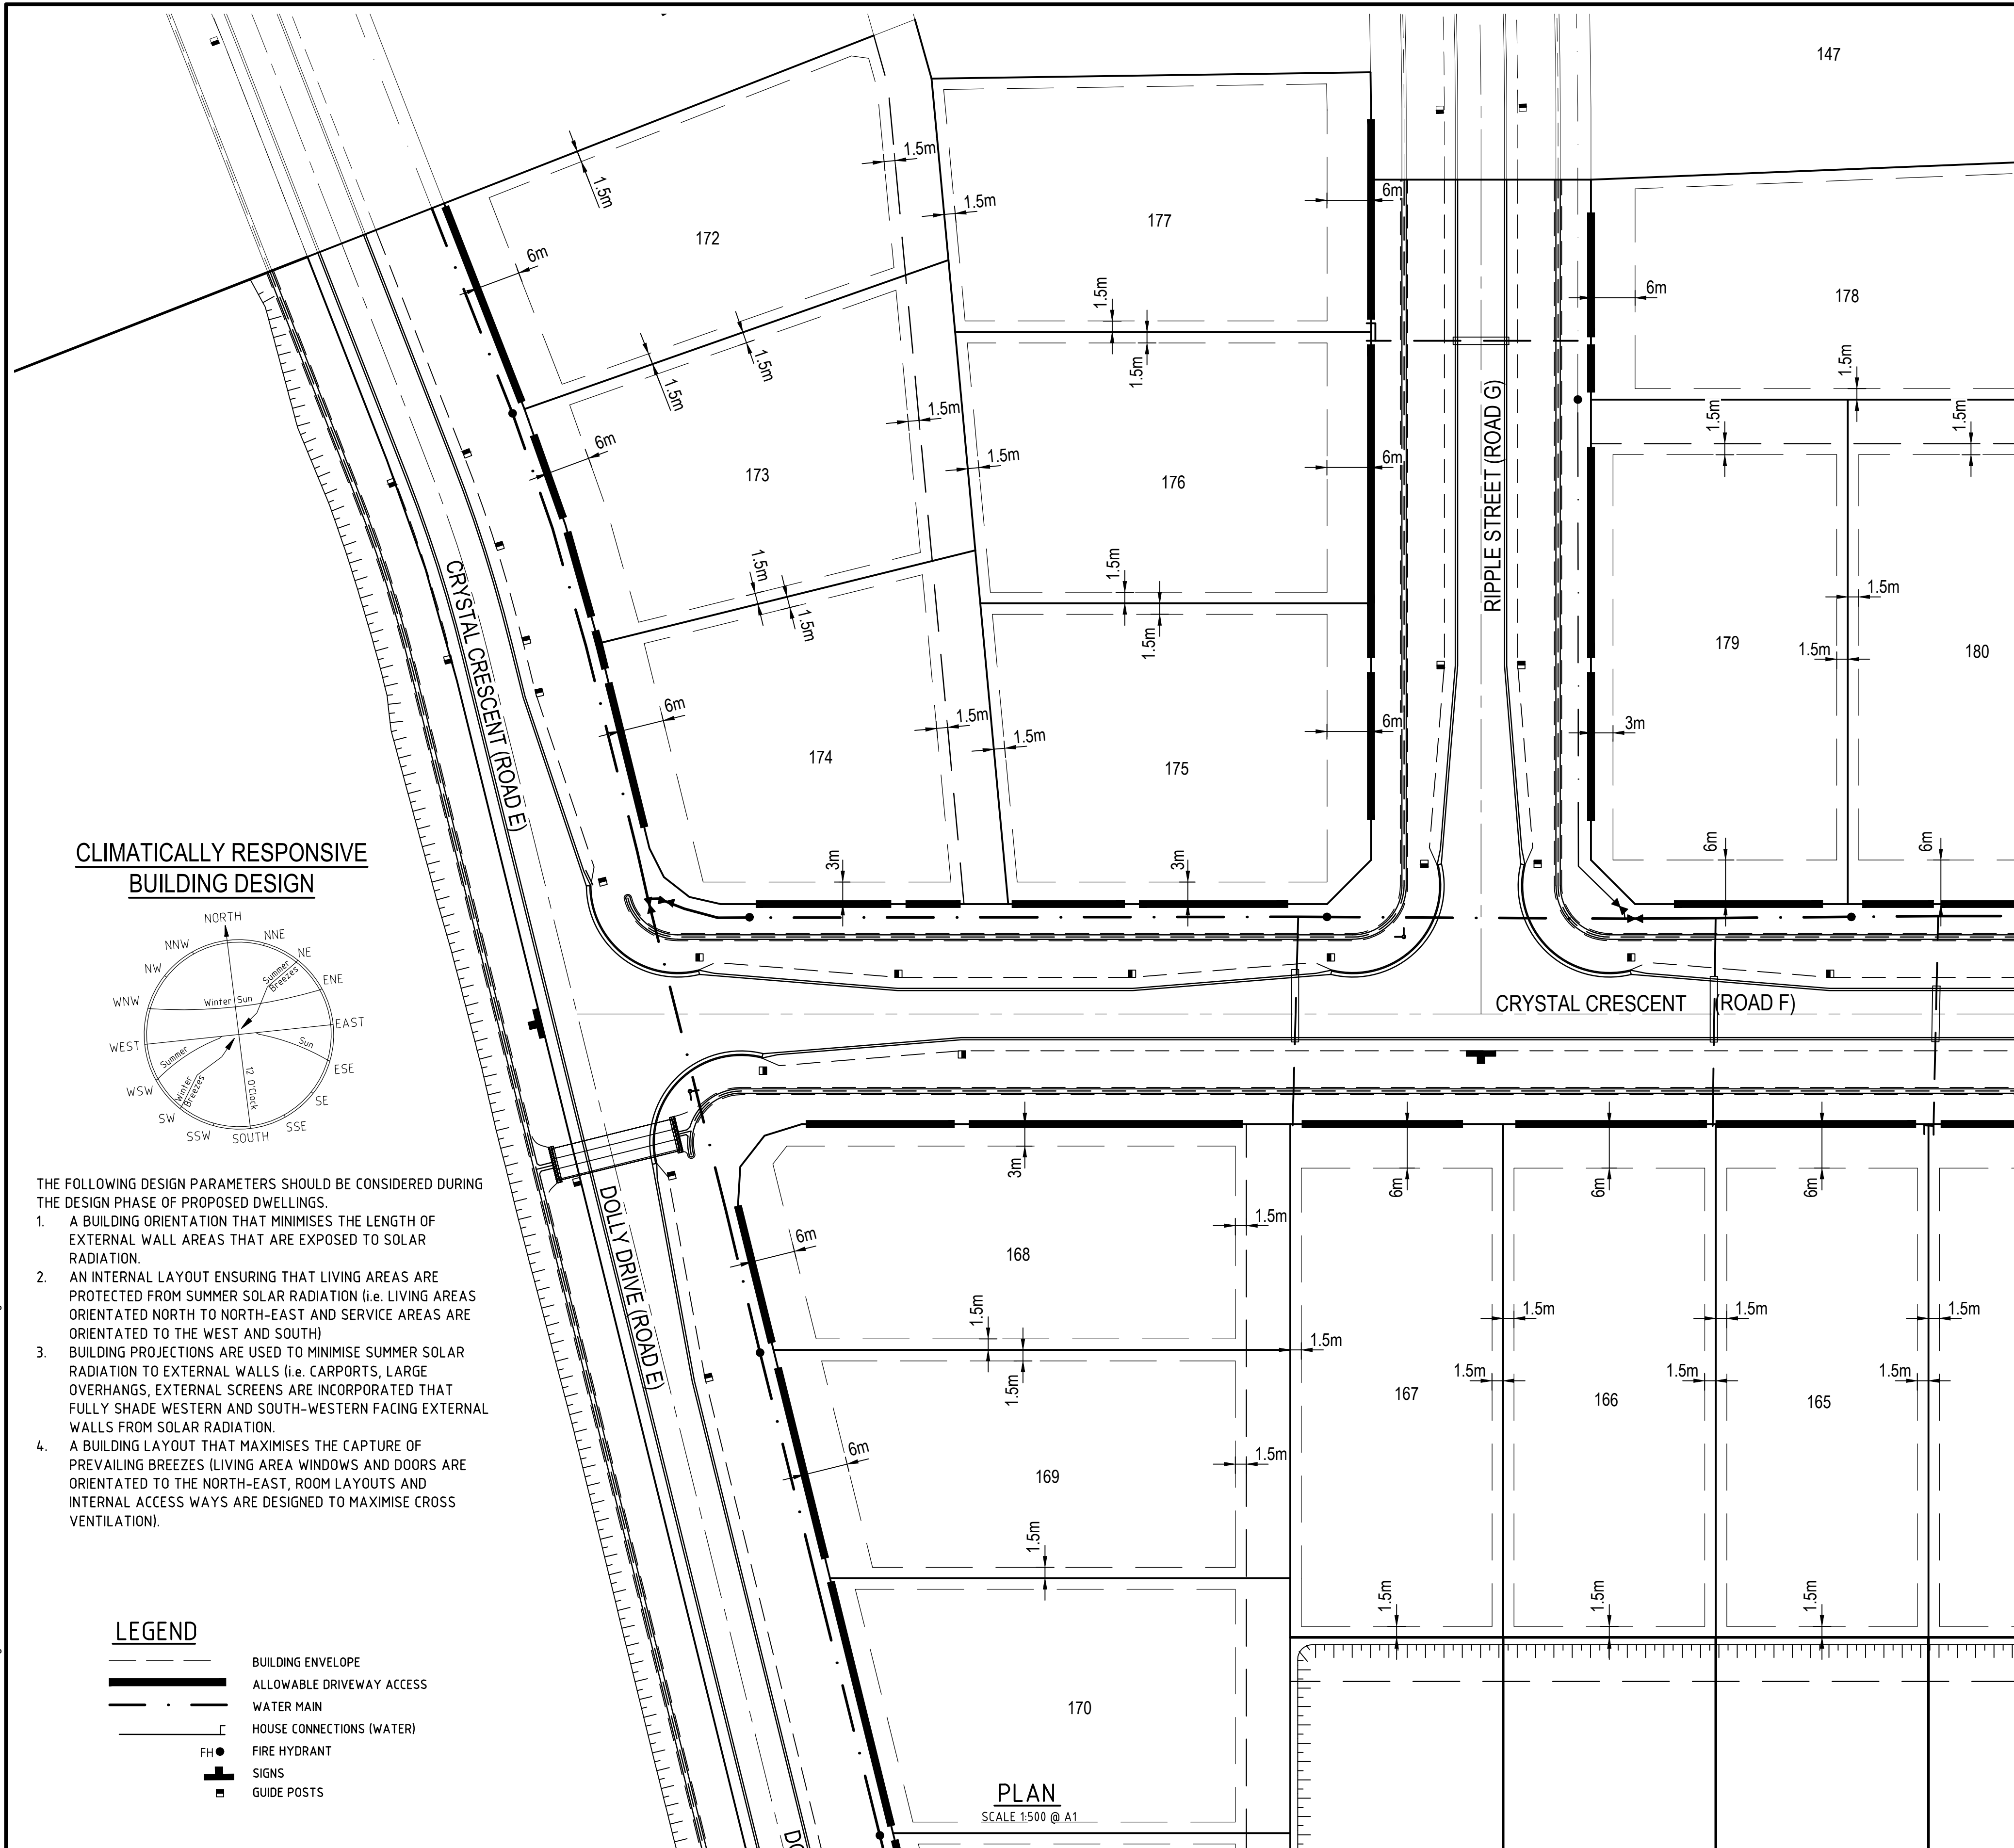 147
1.5m
1.5m
172
6m
1.5m
177
6m
1.5m
1.5m
6m
178
1.5m
1.5m
1.5m
1.5m
1.5m
1.5m
1.5m
6m
173
1.5m
176
6m
RIPPLE STREET (ROAD G)
CRYSTAL CRESCENT (ROAD E)
1.5m
1.5m
1.5m
1.5m
179
1.5m
1.5m
180
6m
174
1.5m
1.5m
175
6m
3m
3m
3m
6m
6m
CLIMATICALLY RESPONSIVE
BUILDING DESIGN
NORTH
NNW
NNE
NW
NE
WNW
ENE
WEST
EAST
WSW
ESE
SW
SE
SSW
SSE
SOUTH
Summer
Breezes
Winter Sun
Summer
Sun
Winter
Breezes
12 O'Clock
CRYSTAL CRESCENT (ROAD F)
THE FOLLOWING DESIGN PARAMETERS SHOULD BE CONSIDERED DURING
THE DESIGN PHASE OF PROPOSED DWELLINGS.
1. A BUILDING ORIENTATION THAT MINIMISES THE LENGTH OF
EXTERNAL WALL AREAS THAT ARE EXPOSED TO SOLAR
RADIATION.
2. AN INTERNAL LAYOUT ENSURING THAT LIVING AREAS ARE
PROTECTED FROM SUMMER SOLAR RADIATION (i.e. LIVING AREAS
ORIENTATED NORTH TO NORTH-EAST AND SERVICE AREAS ARE
ORIENTATED TO THE WEST AND SOUTH)
3. BUILDING PROJECTIONS ARE USED TO MINIMISE SUMMER SOLAR
RADIATION TO EXTERNAL WALLS (i.e. CARPORTS, LARGE
OVERHANGS, EXTERNAL SCREENS ARE INCORPORATED THAT
FULLY SHADE WESTERN AND SOUTH-WESTERN FACING EXTERNAL
WALLS FROM SOLAR RADIATION.
4. A BUILDING LAYOUT THAT MAXIMISES THE CAPTURE OF
PREVAILING BREEZES (LIVING AREA WINDOWS AND DOORS ARE
ORIENTATED TO THE NORTH-EAST, ROOM LAYOUTS AND
INTERNAL ACCESS WAYS ARE DESIGNED TO MAXIMISE CROSS
VENTILATION).
DOLLY DRIVE (ROAD E)
3m
6m
6m
6m
6m
168
1.5m
1.5m
1.5m
1.5m
1.5m
1.5m
1.5m
1.5m
1.5m
1.5m
167
166
165
6m
169
1.5m
1.5m
1.5m
1.5m
1.5m
170
LEGEND
BUILDING ENVELOPE
ALLOWABLE DRIVEWAY ACCESS
WATER MAIN
HOUSE CONNECTIONS (WATER)
FH FIRE HYDRANT
SIGNS
GUIDE POSTS
PLAN
SCALE 1:500 @ A1
DO